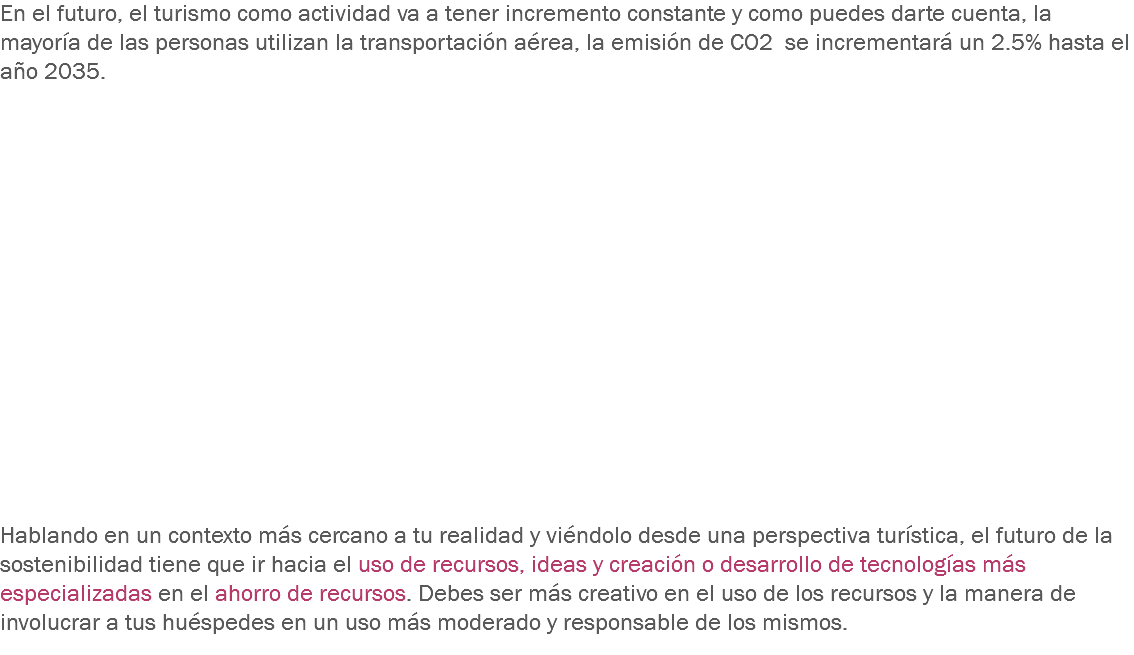 En el futuro, el turismo como actividad va a tener incremento constante y como puedes darte cuenta, la
mayoría de las personas utilizan la transportación aérea, la emisión de CO2  se incrementará un 2.5% hasta el
año 2035.
Hablando en un contexto más cercano a tu realidad y viéndolo desde una perspectiva turística, el futuro de la
sostenibilidad tiene que ir hacia el uso de recursos, ideas y creación o desarrollo de tecnologías más
especializadas en el ahorro de recursos. Debes ser más creativo en el uso de los recursos y la manera de
involucrar a tus huéspedes en un uso más moderado y responsable de los mismos.